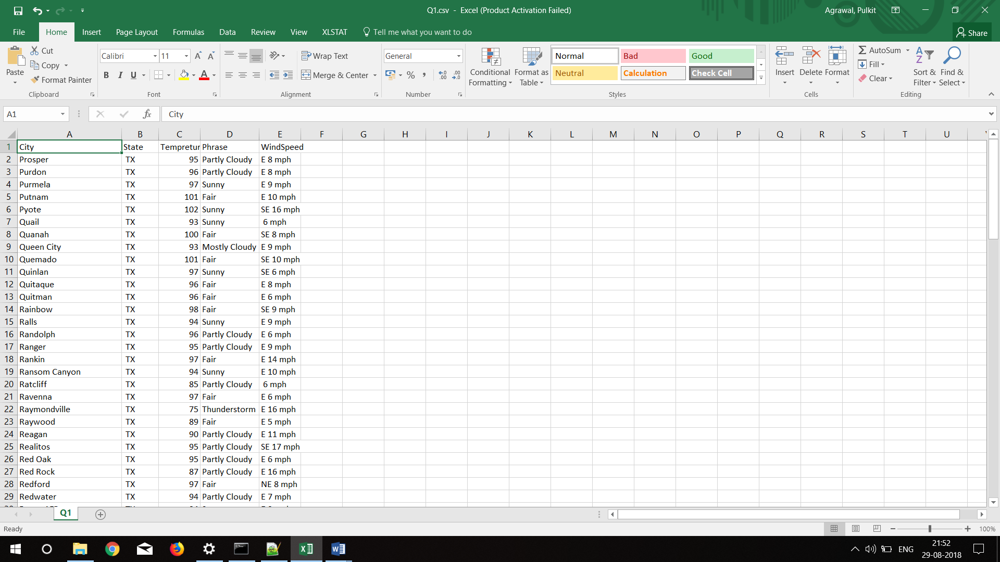 Q1.csv - Excel (Product Activation Failed)
Agrawal, Pulkit
File Home Insert Page Layout Formulas Data Review View XLSTAT Tell me what you want to do Share
Paste
Cut
Copy
Format Painter
Clipboard
Calibri 11
B I U
Font
Wrap Text
Merge & Center
Alignment
General
Number
Conditional Formatting
Format as Table
Normal Bad Good
Neutral Calculation Check Cell
Styles
Insert Delete Format
Cells
AutoSum
Fill
Clear
Sort & Filter
Find & Select
Editing
A1 fx City
A B C D E F G H I J K L M N O P Q R S T U
1 City State Tempretur Phrase WindSpeed
2 Prosper TX 95 Partly Cloudy E 8 mph
3 Purdon TX 96 Partly Cloudy E 8 mph
4 Purmela TX 97 Sunny E 9 mph
5 Putnam TX 101 Fair E 10 mph
6 Pyote TX 102 Sunny SE 16 mph
7 Quail TX 93 Sunny 6 mph
8 Quanah TX 100 Fair SE 8 mph
9 Queen City TX 93 Mostly Cloudy E 9 mph
10 Quemado TX 101 Fair SE 10 mph
11 Quinlan TX 97 Sunny SE 6 mph
12 Quitaque TX 96 Fair E 8 mph
13 Quitman TX 96 Fair E 6 mph
14 Rainbow TX 98 Fair SE 9 mph
15 Ralls TX 94 Sunny E 9 mph
16 Randolph TX 96 Partly Cloudy E 6 mph
17 Ranger TX 95 Partly Cloudy E 9 mph
18 Rankin TX 97 Fair E 14 mph
19 Ransom Canyon TX 94 Sunny E 10 mph
20 Ratcliff TX 85 Partly Cloudy 6 mph
21 Ravenna TX 97 Fair E 6 mph
22 Raymondville TX 75 Thunderstorm E 16 mph
23 Raywood TX 89 Fair E 5 mph
24 Reagan TX 90 Partly Cloudy E 11 mph
25 Realitos TX 95 Partly Cloudy SE 17 mph
26 Red Oak TX 95 Partly Cloudy E 6 mph
27 Red Rock TX 87 Partly Cloudy E 16 mph
28 Redford TX 97 Fair NE 8 mph
29 Redwater TX 94 Partly Cloudy E 7 mph
Q1
Ready
100%
ENG
21:52
29-08-2018